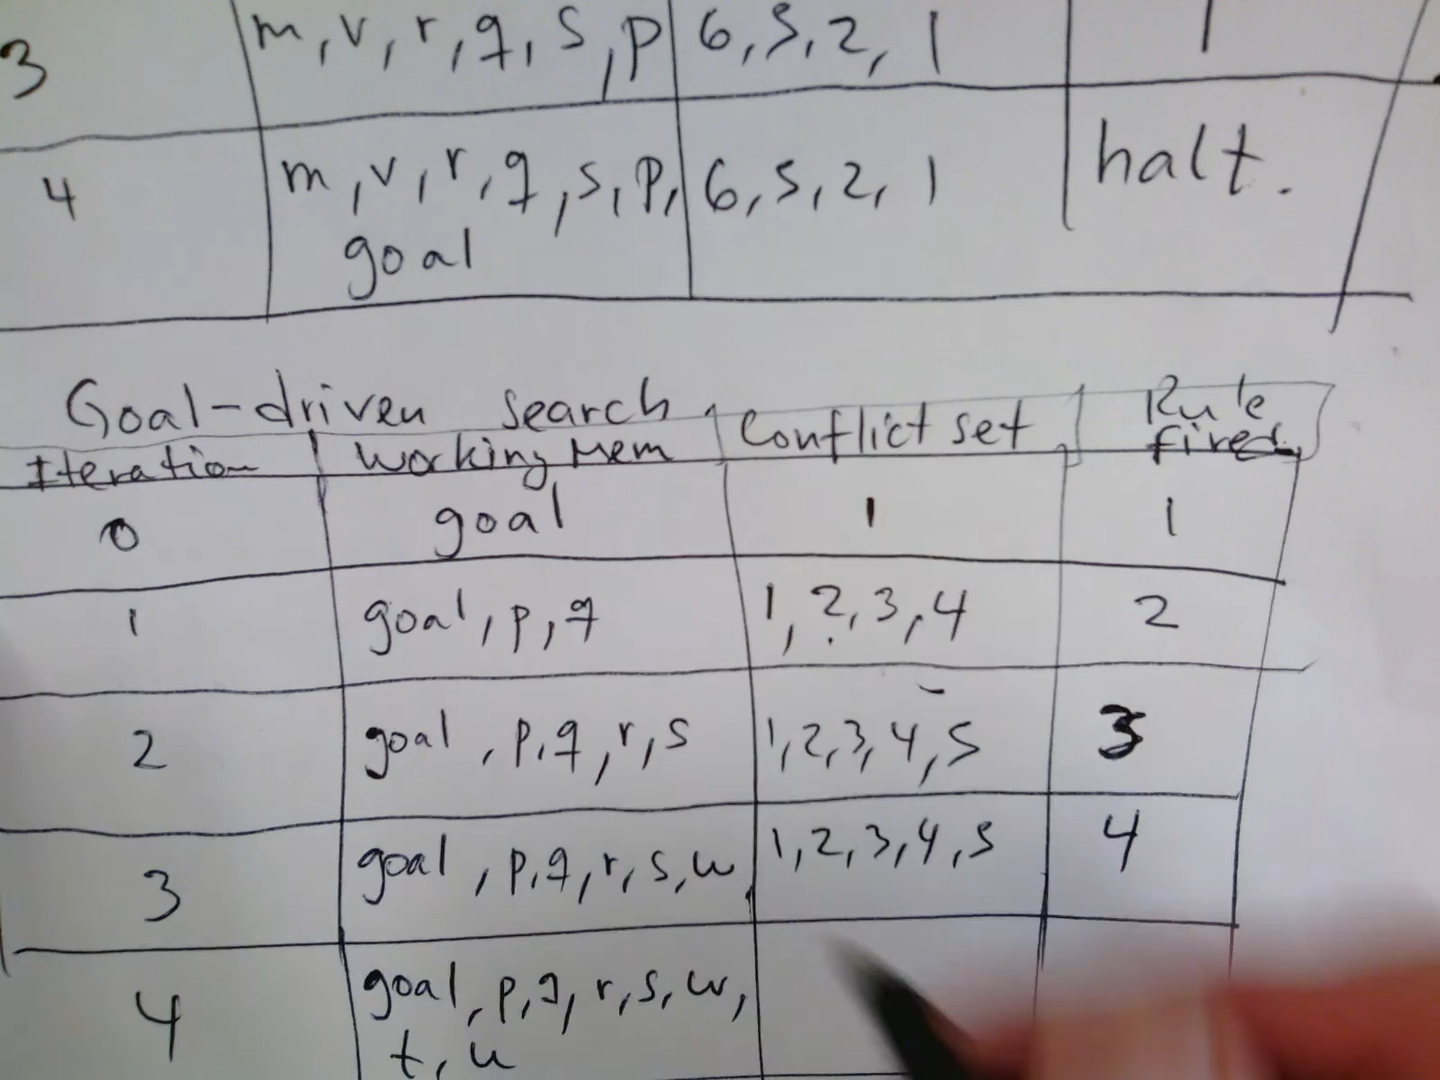 3 m, v, r, q, s, p 6, 5, 2, 1 1
4 m, v, r, q, s, p, 6, 5, 2, 1 halt.
goal
Goal-driven search
Iteration Working Mem Conflict set Rule fired
0 goal 1 1
1 goal, p, q 1, 2, 3, 4 2
2 goal, p, q, r, s 1, 2, 3, 4, 5 3
3 goal, p, q, r, s, w 1, 2, 3, 4, 5 4
4 goal, p, q, r, s, w,
t, u